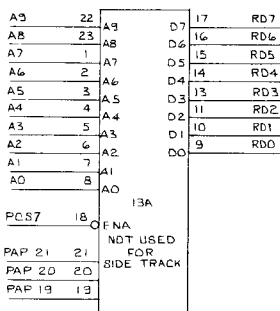 A9 22 A9 D7 17 RD7
A8 23 A8 D6 16 RD6
A7 1 A7 D5 15 RD5
A6 2 A6 D4 14 RD4
A5 3 A5 D3 13 RD3
A4 4 A4 D2 11 RD2
A3 5 A3 D1 10 RD1
A2 6 A2 D0 9 RD0
A1 7 A1
A0 8 A0
13A
PCS7 18 ENA
NOT USED
FOR
SIDE TRACK
PAP 21 21
PAP 20 20
PAP 19 19